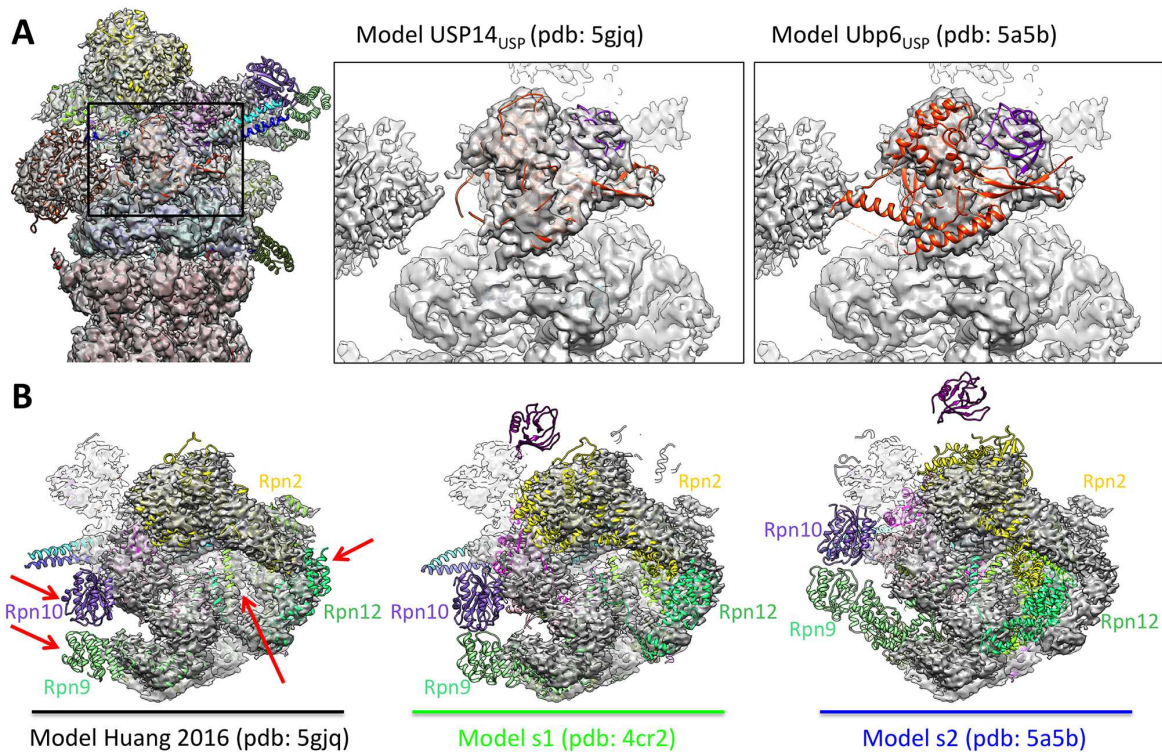 A
Model USP14USP (pdb: 5gjq)
Model Ubp6USP (pdb: 5a5b)
B
Rpn2
Rpn10
Rpn12
Rpn9
Model Huang 2016 (pdb: 5gjq)
Rpn2
Rpn10
Rpn12
Rpn9
Model s1 (pdb: 4cr2)
Rpn2
Rpn10
Rpn9
Rpn12
Model s2 (pdb: 5a5b)